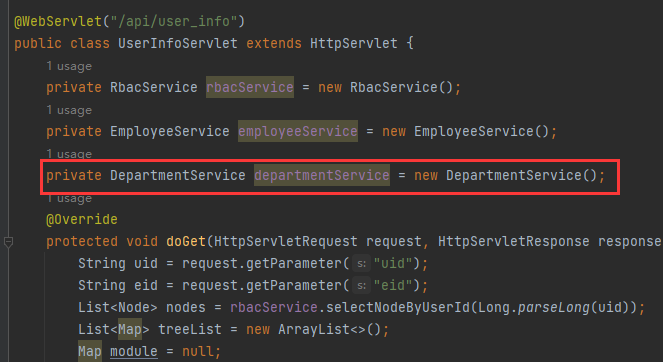 @WebServlet("/api/user_info")
public class UserInfoServlet extends HttpServlet {
1 usage
private RbacService rbacService = new RbacService();
1 usage
private EmployeeService employeeService = new EmployeeService();
1 usage
private DepartmentService departmentService = new DepartmentService();
1 usage
@Override
protected void doGet(HttpServletRequest request, HttpServletResponse response
String uid = request.getParameter( s: "uid");
String eid = request.getParameter( s: "eid");
List<Node> nodes = rbacService.selectNodeByUserId(Long.parseLong(uid));
List<Map> treeList = new ArrayList<>();
Map module = null;